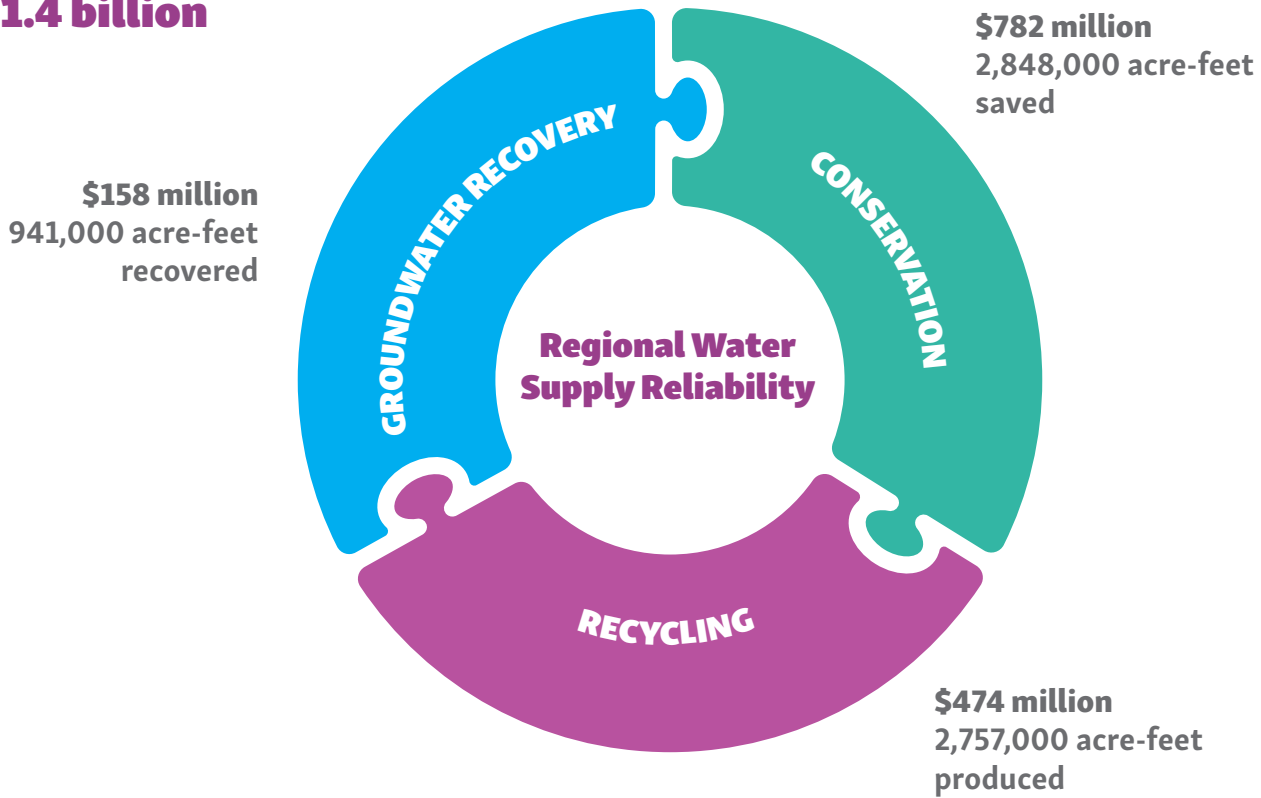 1.4 billion
$782 million
2,848,000 acre-feet
saved
$158 million
941,000 acre-feet
recovered
GROUNDWATER RECOVERY
CONSERVATION
Regional Water
Supply Reliability
RECYCLING
$474 million
2,757,000 acre-feet
produced